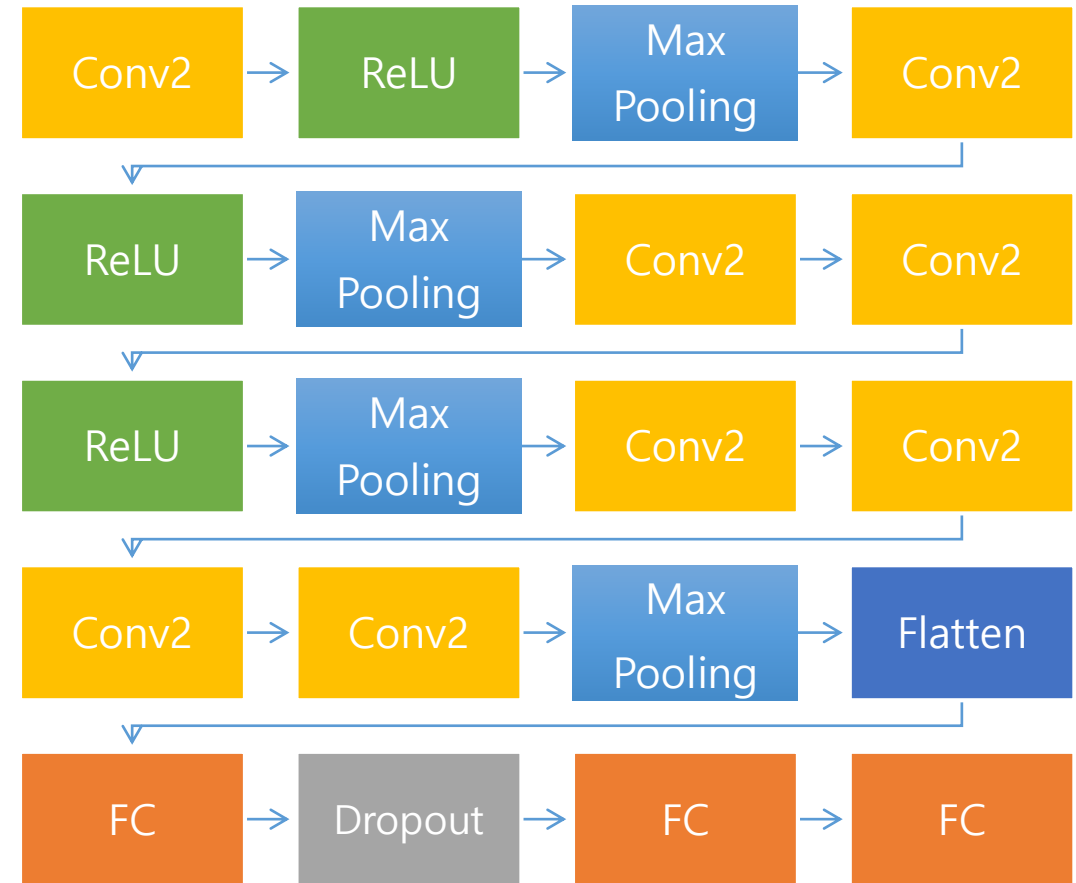 Conv2
ReLU
Max
Pooling
Conv2
ReLU
Max
Pooling
Conv2
Conv2
ReLU
Max
Pooling
Conv2
Conv2
Conv2
Conv2
Max
Pooling
Flatten
FC
Dropout
FC
FC